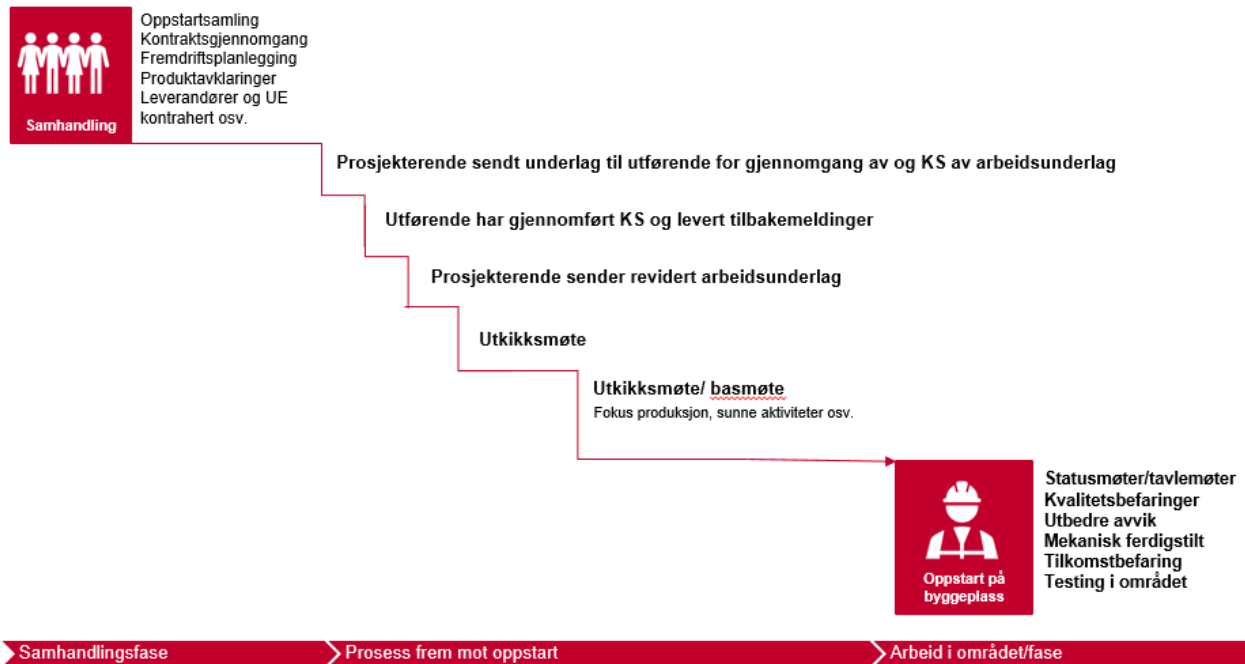 Oppstartsamling
Kontraktsgjennomgang
Fremdriftsplanlegging
Produktavklaringer
Leverandører og UE
kontrahert osv.
Samhandling
Prosjekterende sendt underlag til utførende for gjennomgang av og KS av arbeidsunderlag
Utførende har gjennomført KS og levert tilbakemeldinger
Prosjekterende sender revidert arbeidsunderlag
Utkikksmøte
Utkikksmøte/ basmøte
Fokus produksjon, sunne aktiviteter osv.
Statusmøter/tavlemøter
Kvalitetsbefaringer
Utbedre avvik
Mekanisk ferdigstilt
Tilkomstbefaring
Testing i området
Oppstart på
byggeplass
Samhandlingsfase
Prosess frem mot oppstart
Arbeid i området/fase